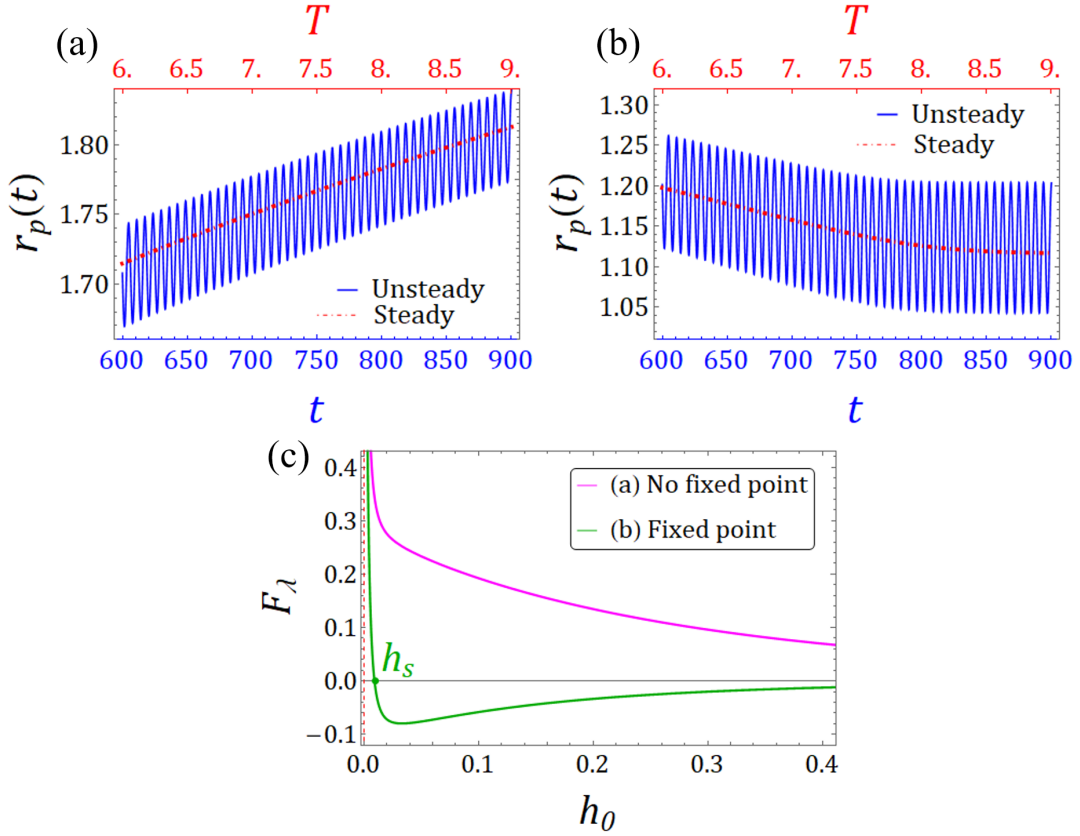 (a)
T
6. 6.5 7. 7.5 8. 8.5 9.
r_p(t)
1.80
1.75
1.70
Unsteady
Steady
600 650 700 750 800 850 900
t
(b)
T
6. 6.5 7. 7.5 8. 8.5 9.
r_p(t)
1.30
1.25
1.20
1.15
1.10
1.05
Unsteady
Steady
600 650 700 750 800 850 900
t
(c)
F_λ
0.4
0.3
0.2
0.1
0.0
−0.1
(a) No fixed point
(b) Fixed point
h_s
0.0 0.1 0.2 0.3 0.4
h_0